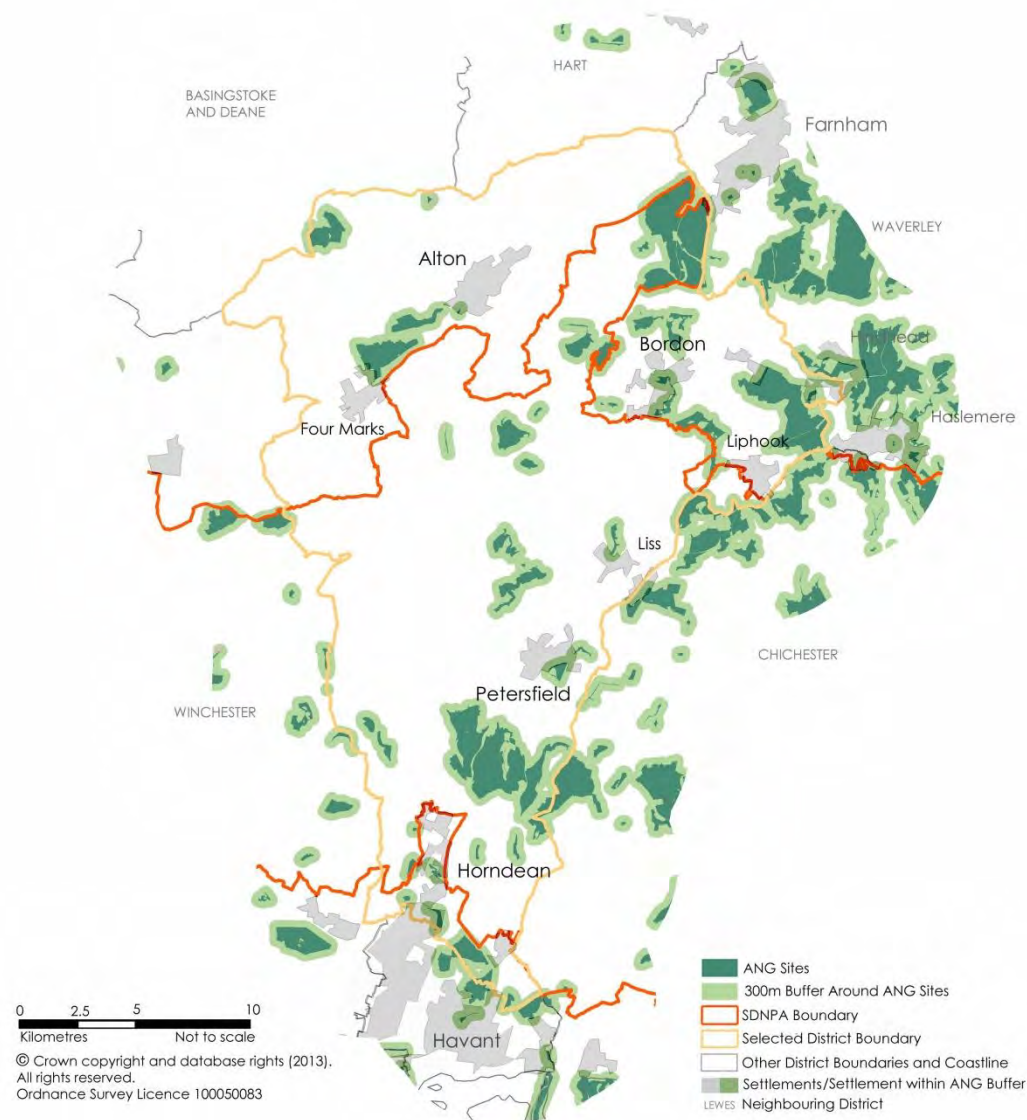 HART
BASINGSTOKE
AND DEANE
Farnham
WAVERLEY
Alton
Bordon
Hindhead
Haslemere
Four Marks
Liphook
Liss
CHICHESTER
Petersfield
WINCHESTER
Horndean
Havant
ANG Sites
300m Buffer Around ANG Sites
SDNPA Boundary
Selected District Boundary
Other District Boundaries and Coastline
Settlements/Settlement within ANG Buffer
LEWES Neighbouring District
0 2.5 5 10
Kilometres Not to scale
© Crown copyright and database rights (2013).
All rights reserved.
Ordnance Survey Licence 100050083